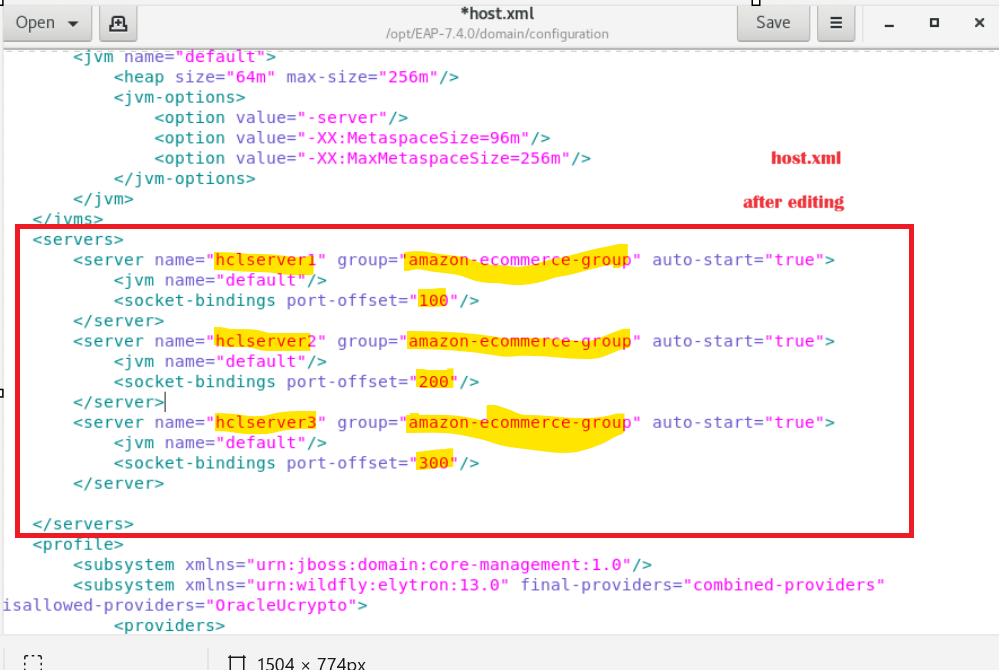 Open
*host.xml
/opt/EAP-7.4.0/domain/configuration
Save
<jvm name="default">
<heap size="64m" max-size="256m"/>
<jvm-options>
<option value="-server"/>
<option value="-XX:MetaspaceSize=96m"/>
<option value="-XX:MaxMetaspaceSize=256m"/>
host.xml
</jvm-options>
</jvm>
after editing
</jvms>
<servers>
<server name="hclserver1" group="amazon-ecommerce-group" auto-start="true">
<jvm name="default"/>
<socket-bindings port-offset="100"/>
</server>
<server name="hclserver2" group="amazon-ecommerce-group" auto-start="true">
<jvm name="default"/>
<socket-bindings port-offset="200"/>
</server>
<server name="hclserver3" group="amazon-ecommerce-group" auto-start="true">
<jvm name="default"/>
<socket-bindings port-offset="300"/>
</server>
</servers>
<profile>
<subsystem xmlns="urn:jboss:domain:core-management:1.0"/>
<subsystem xmlns="urn:wildfly:elytron:13.0" final-providers="combined-providers"
isallowed-providers="OracleUcrypto">
<providers>
1504 × 774px